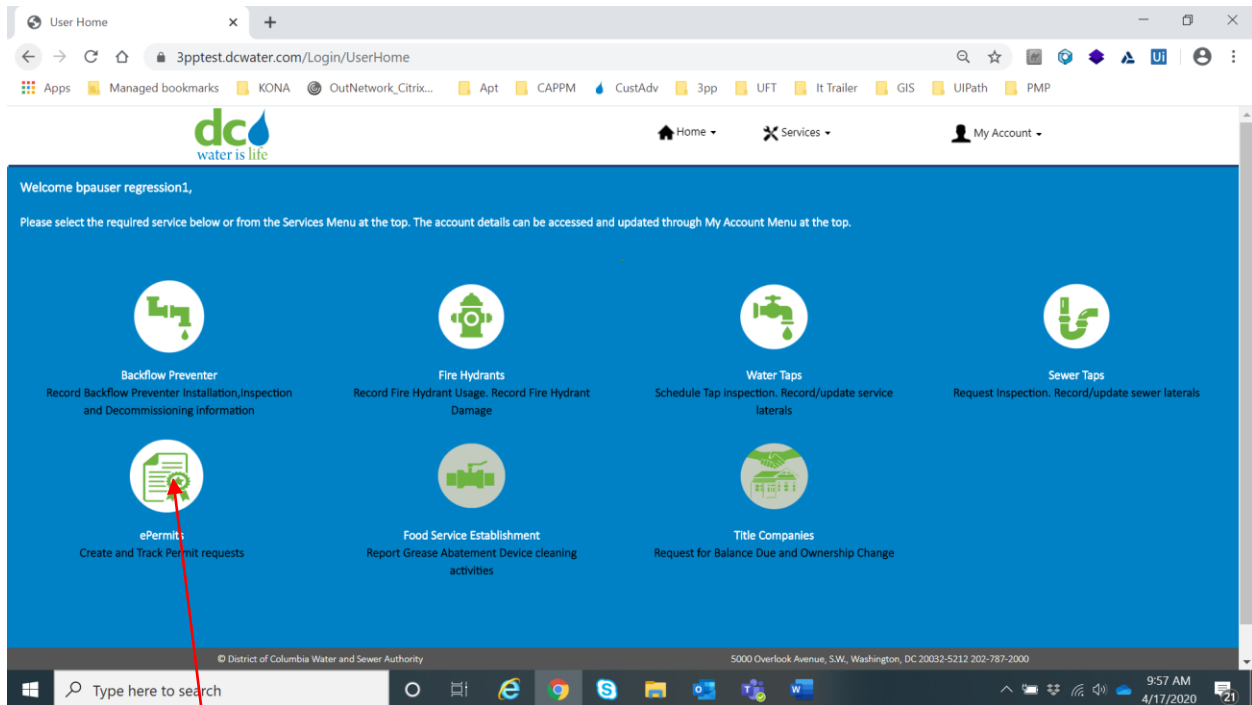 User Home
3pptest.dcwater.com/Login/UserHome
Ui
Apps Managed bookmarks KONA OutNetwork_Citrix... Apt CAPPM CustAdv 3pp UFT It Trailer GIS UIPath PMP
dc
water is life
Home Services My Account
Welcome bpauser regression1,
Please select the required service below or from the Services Menu at the top. The account details can be accessed and updated through My Account Menu at the top.
Backflow Preventer
Record Backflow Preventer Installation,Inspection
and Decommissioning information
Fire Hydrants
Record Fire Hydrant Usage. Record Fire Hydrant
Damage
Water Taps
Schedule Tap inspection. Record/update service
laterals
Sewer Taps
Request Inspection. Record/update sewer laterals
ePermits
Create and Track Permit requests
Food Service Establishment
Report Grease Abatement Device cleaning
activities
Title Companies
Request for Balance Due and Ownership Change
© District of Columbia Water and Sewer Authority
5000 Overlook Avenue, S.W., Washington, DC 20032-5212 202-787-2000
Type here to search
9:57 AM
4/17/2020
21